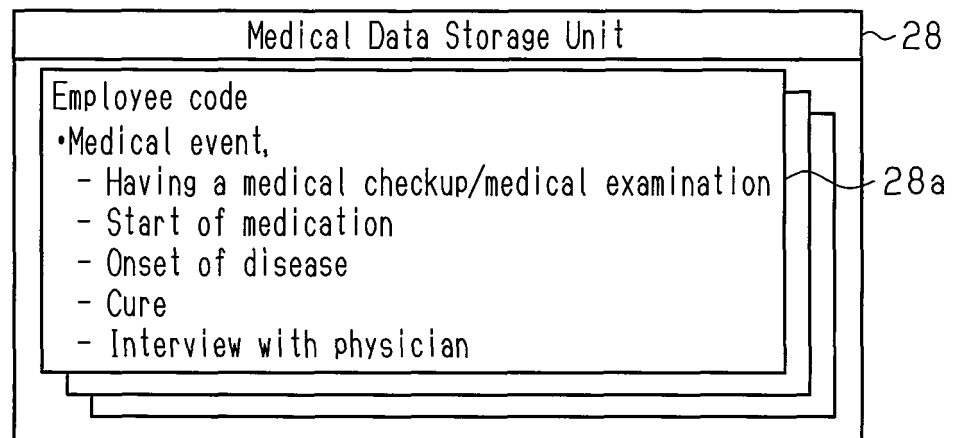 Medical Data Storage Unit
28
Employee code
•Medical event,
- Having a medical checkup/medical examination
28a
- Start of medication
- Onset of disease
- Cure
- Interview with physician